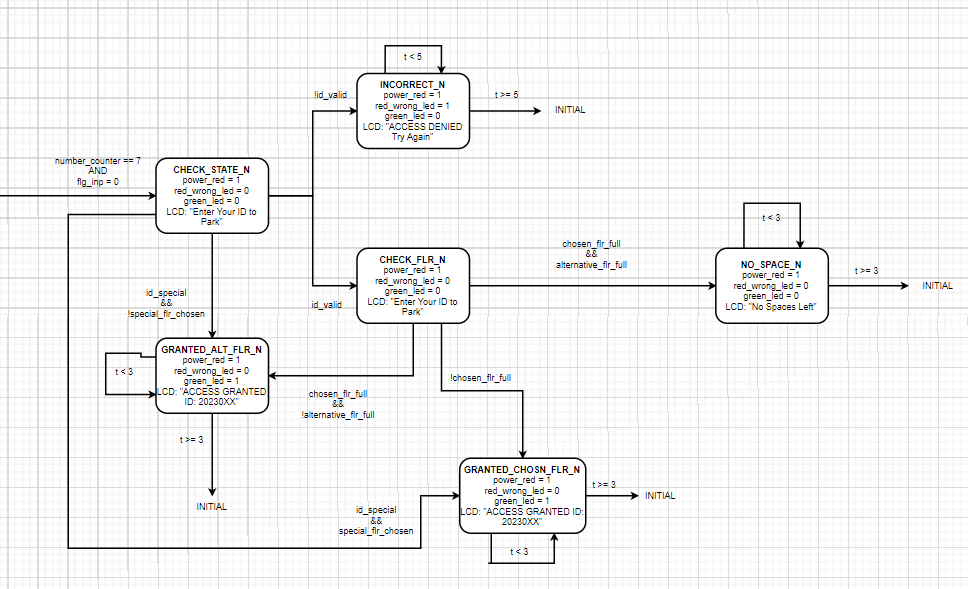 t < 5
INCORRECT_N
power_red = 1
red_wrong_led = 1
green_led = 0
LCD: "ACCESS DENIED
Try Again"
!id_valid
t >= 5
INITIAL
number_counter == 7
AND
flg_inp = 0
CHECK_STATE_N
power_red = 1
red_wrong_led = 0
green_led = 0
LCD: "Enter Your ID to
Park"
CHECK_FLR_N
power_red = 1
red_wrong_led = 0
green_led = 0
LCD: "Enter Your ID to
Park"
id_valid
chosen_flr_full
&&
alternative_flr_full
t < 3
NO_SPACE_N
power_red = 1
red_wrong_led = 0
green_led = 0
LCD: "No Spaces Left"
t >= 3
INITIAL
id_special
&&
!special_flr_chosen
GRANTED_ALT_FLR_N
power_red = 1
red_wrong_led = 0
green_led = 1
LCD: "ACCESS GRANTED
ID: 20230XX"
t < 3
t >= 3
INITIAL
chosen_flr_full
&&
!alternative_flr_full
!chosen_flr_full
GRANTED_CHOSN_FLR_N
power_red = 1
red_wrong_led = 0
green_led = 1
LCD: "ACCESS GRANTED ID:
20230XX"
t >= 3
INITIAL
id_special
&&
special_flr_chosen
t < 3